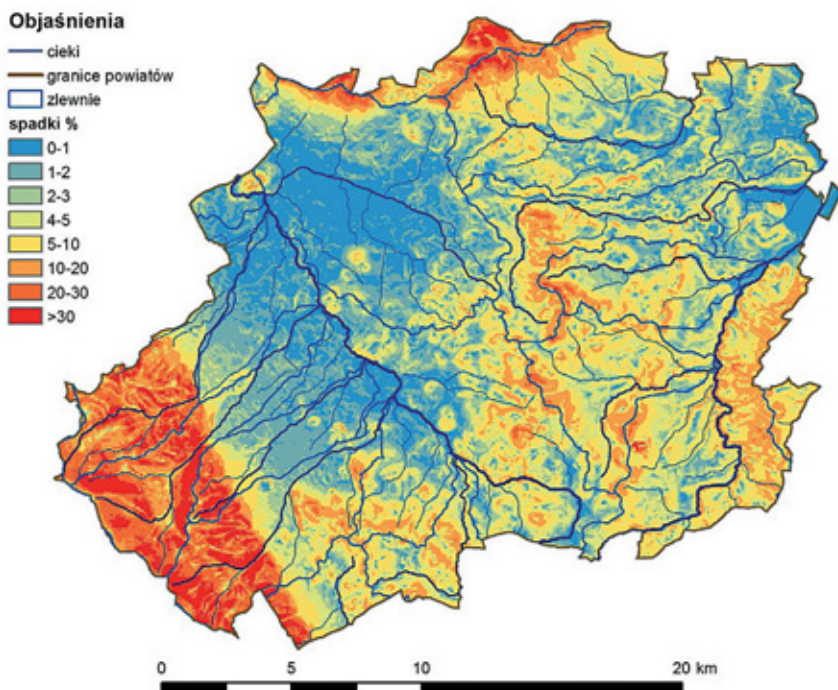 Objaśnienia
cieki
granice powiatów
zlewnie
spadki %
0-1
1-2
2-3
4-5
5-10
10-20
20-30
>30
0 5 10 20 km